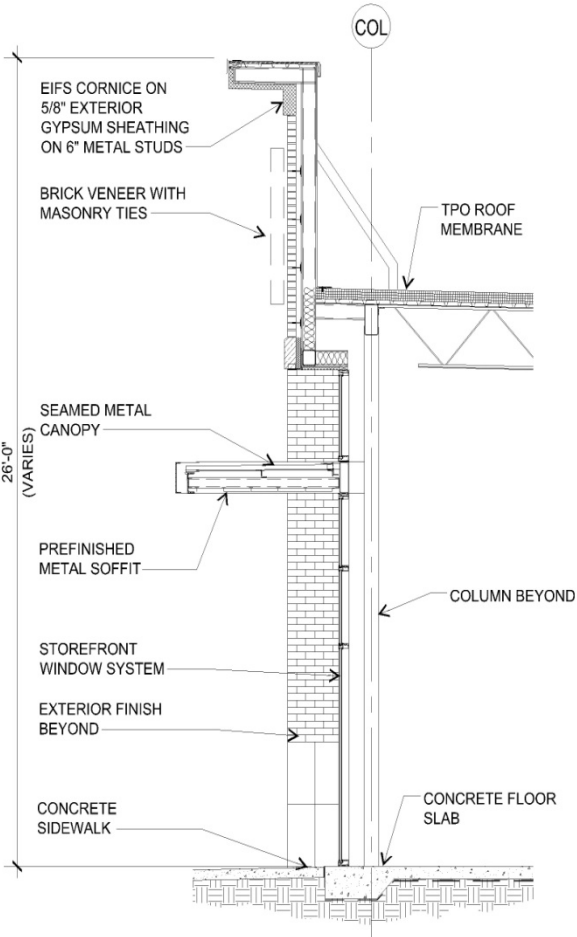 COL
EIFS CORNICE ON
5/8" EXTERIOR
GYPSUM SHEATHING
ON 6" METAL STUDS
BRICK VENEER WITH
MASONRY TIES
TPO ROOF
MEMBRANE
SEAMED METAL
CANOPY
26'-0"
(VARIES)
PREFINISHED
METAL SOFFIT
COLUMN BEYOND
STOREFRONT
WINDOW SYSTEM
EXTERIOR FINISH
BEYOND
CONCRETE
SIDEWALK
CONCRETE FLOOR
SLAB